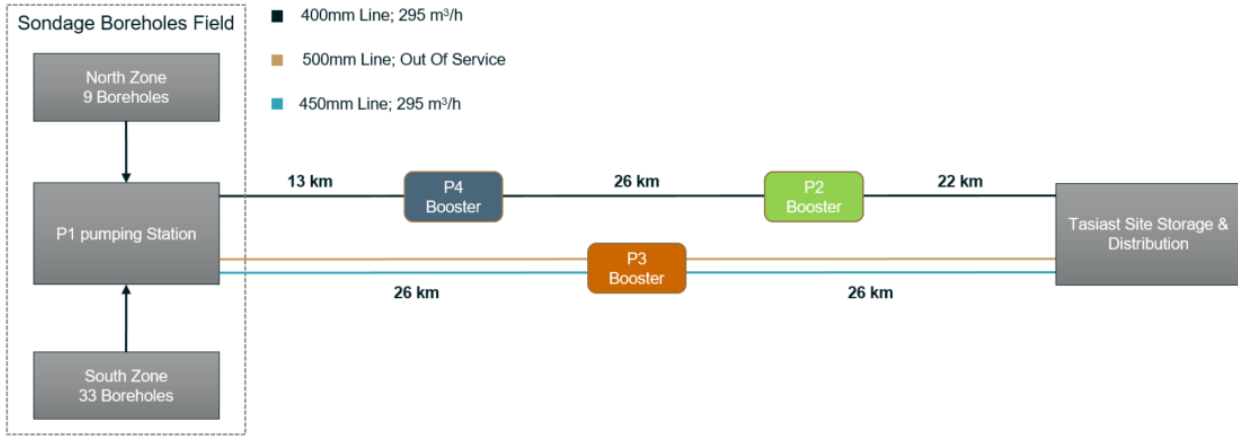 Sondage Boreholes Field
400mm Line; 295 m³/h
500mm Line; Out Of Service
450mm Line; 295 m³/h
North Zone
9 Boreholes
P1 pumping Station
South Zone
33 Boreholes
13 km
P4
Booster
26 km
P2
Booster
22 km
P3
Booster
26 km
26 km
Tasiast Site Storage &
Distribution